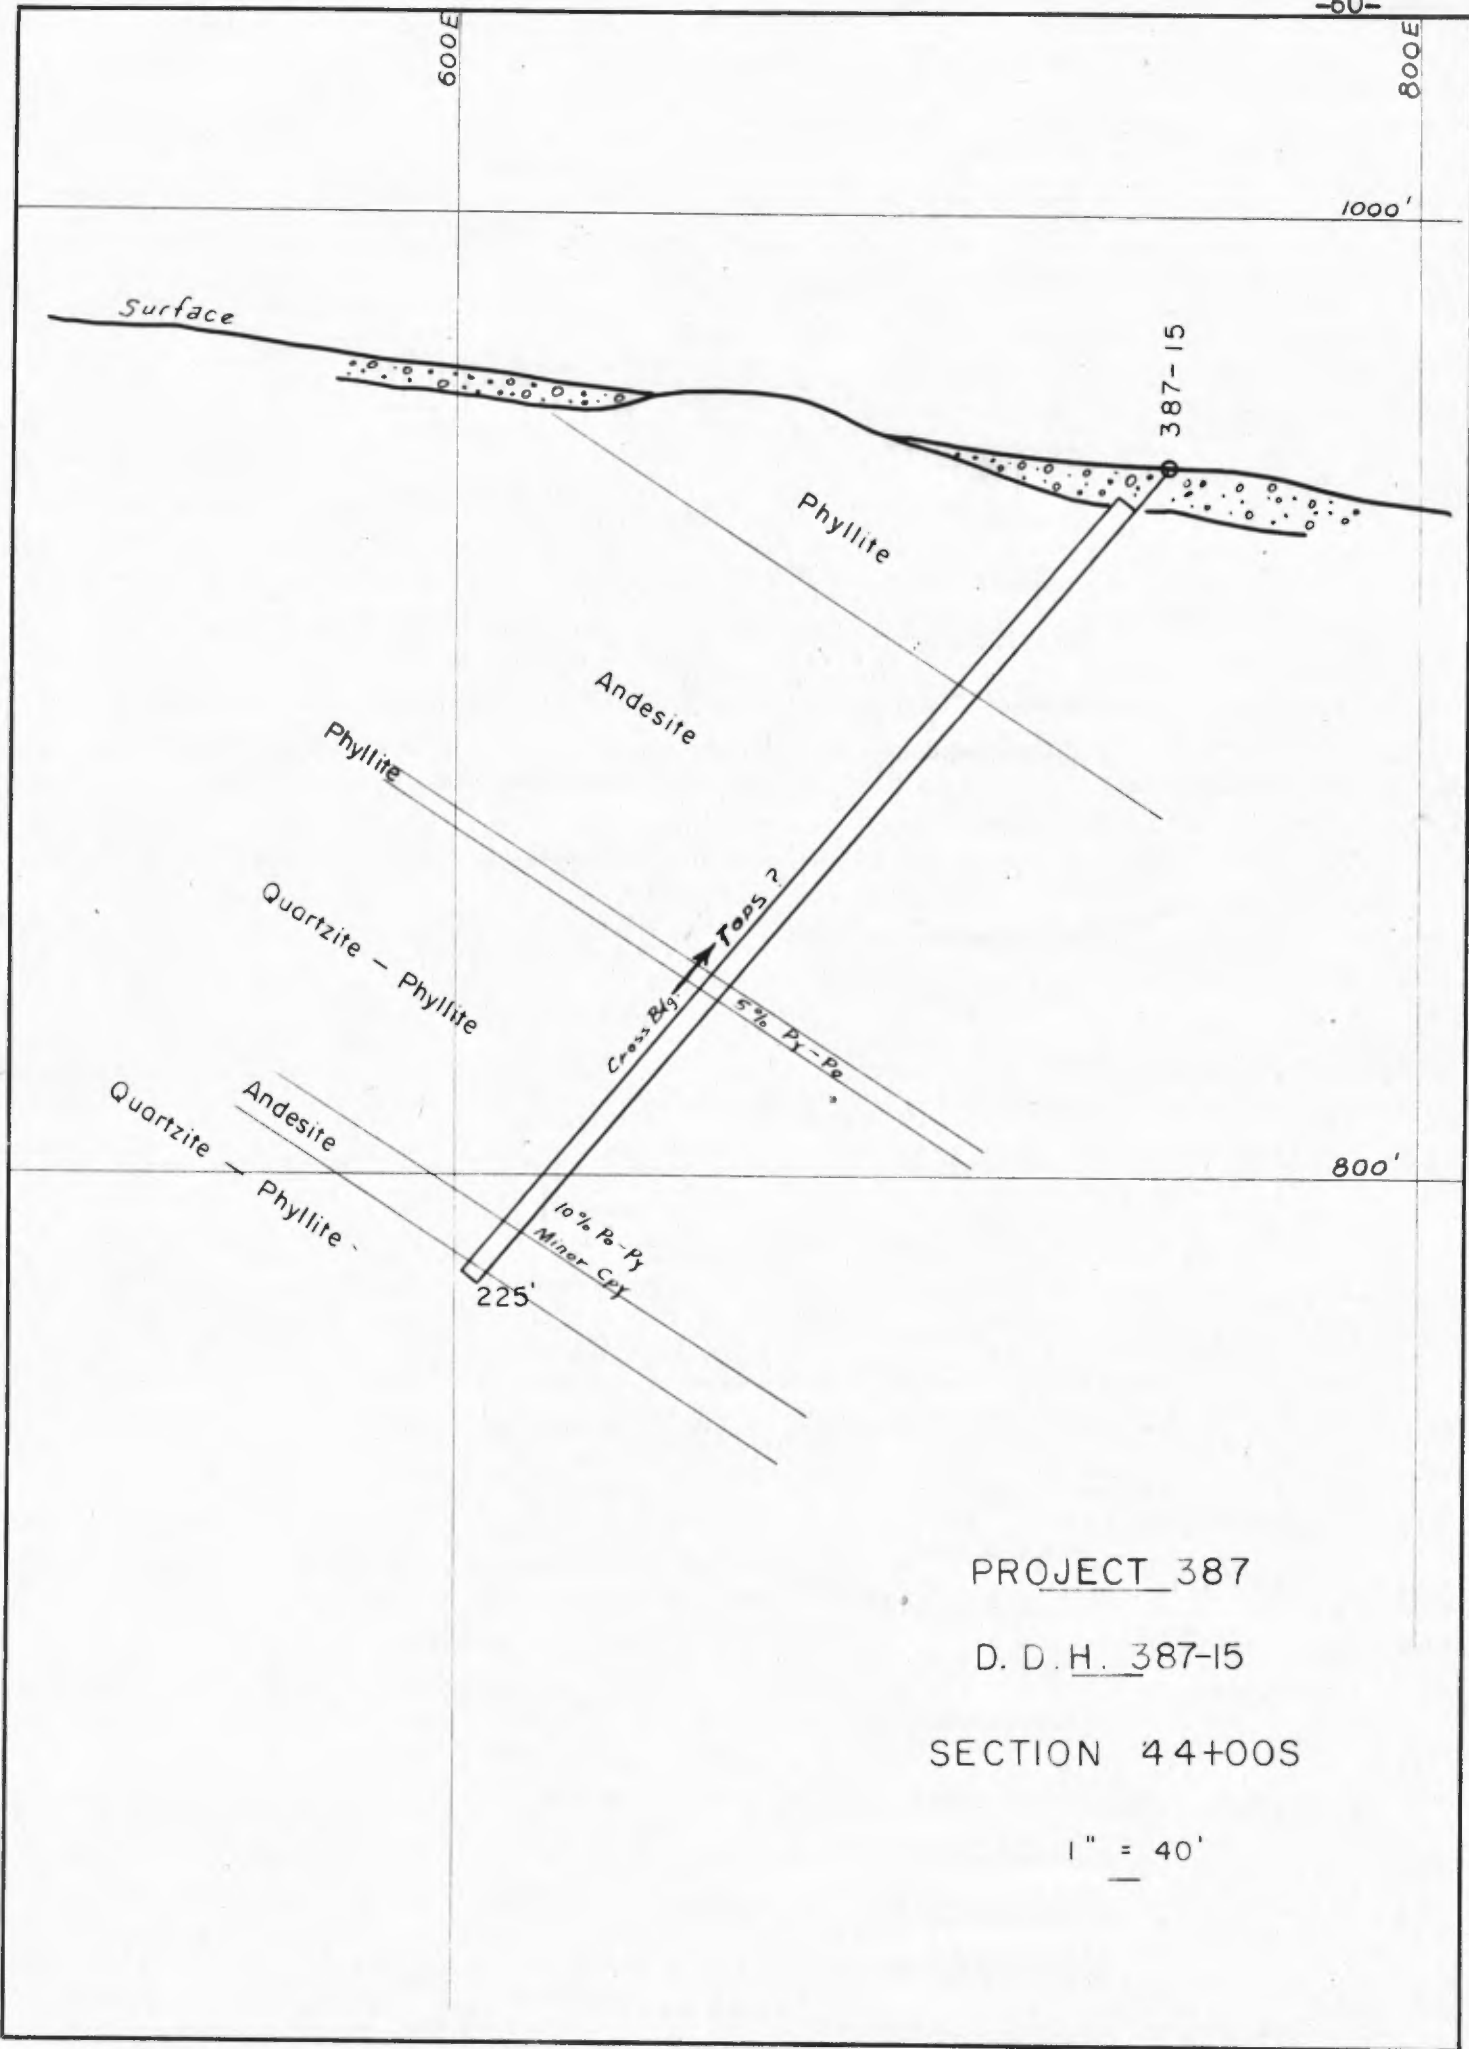 -60-
600E
800E
1000'
Surface
387-15
Phyllite
Andesite
Phyllite
Tops ?
Quartzite - Phyllite
Cross Bdg.
5% Py-Po
Andesite
Quartzite - Phyllite
800'
10% Po-Py
Minor Cpy
225'
PROJECT 387
D. D. H. 387-15
SECTION 44+00S
1" = 40'